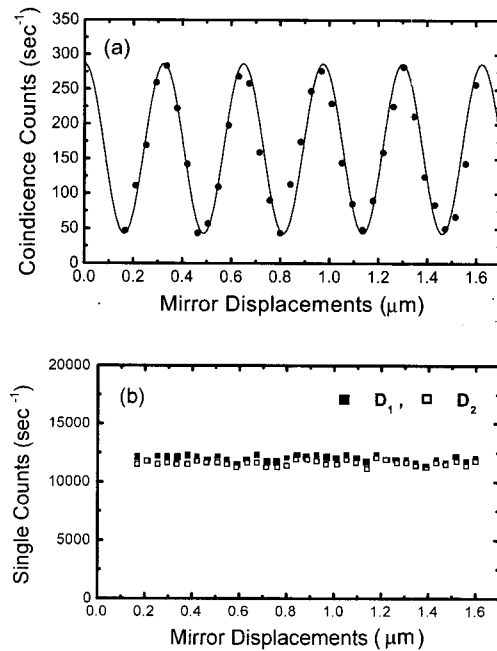 (a)
Coindicence Counts (sec⁻¹)
350
300
250
200
150
100
50
0
0.0 0.2 0.4 0.6 0.8 1.0 1.2 1.4 1.6
Mirror Displacements (μm)
(b)
D₁ , D₂
Single Counts (sec⁻¹)
20000
15000
10000
5000
0
0.0 0.2 0.4 0.6 0.8 1.0 1.2 1.4 1.6
Mirror Displacements (μm)